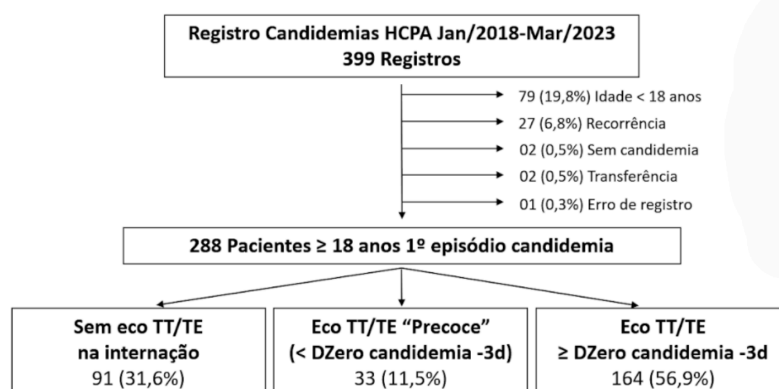 Registro Candidemias HCPA Jan/2018-Mar/2023
399 Registros
79 (19,8%) Idade < 18 anos
27 (6,8%) Recorrência
02 (0,5%) Sem candidemia
02 (0,5%) Transferência
01 (0,3%) Erro de registro
288 Pacientes ≥ 18 anos 1º episódio candidemia
Sem eco TT/TE
na internação
91 (31,6%)
Eco TT/TE “Precoce”
(< DZero candidemia -3d)
33 (11,5%)
Eco TT/TE
≥ DZero candidemia -3d
164 (56,9%)